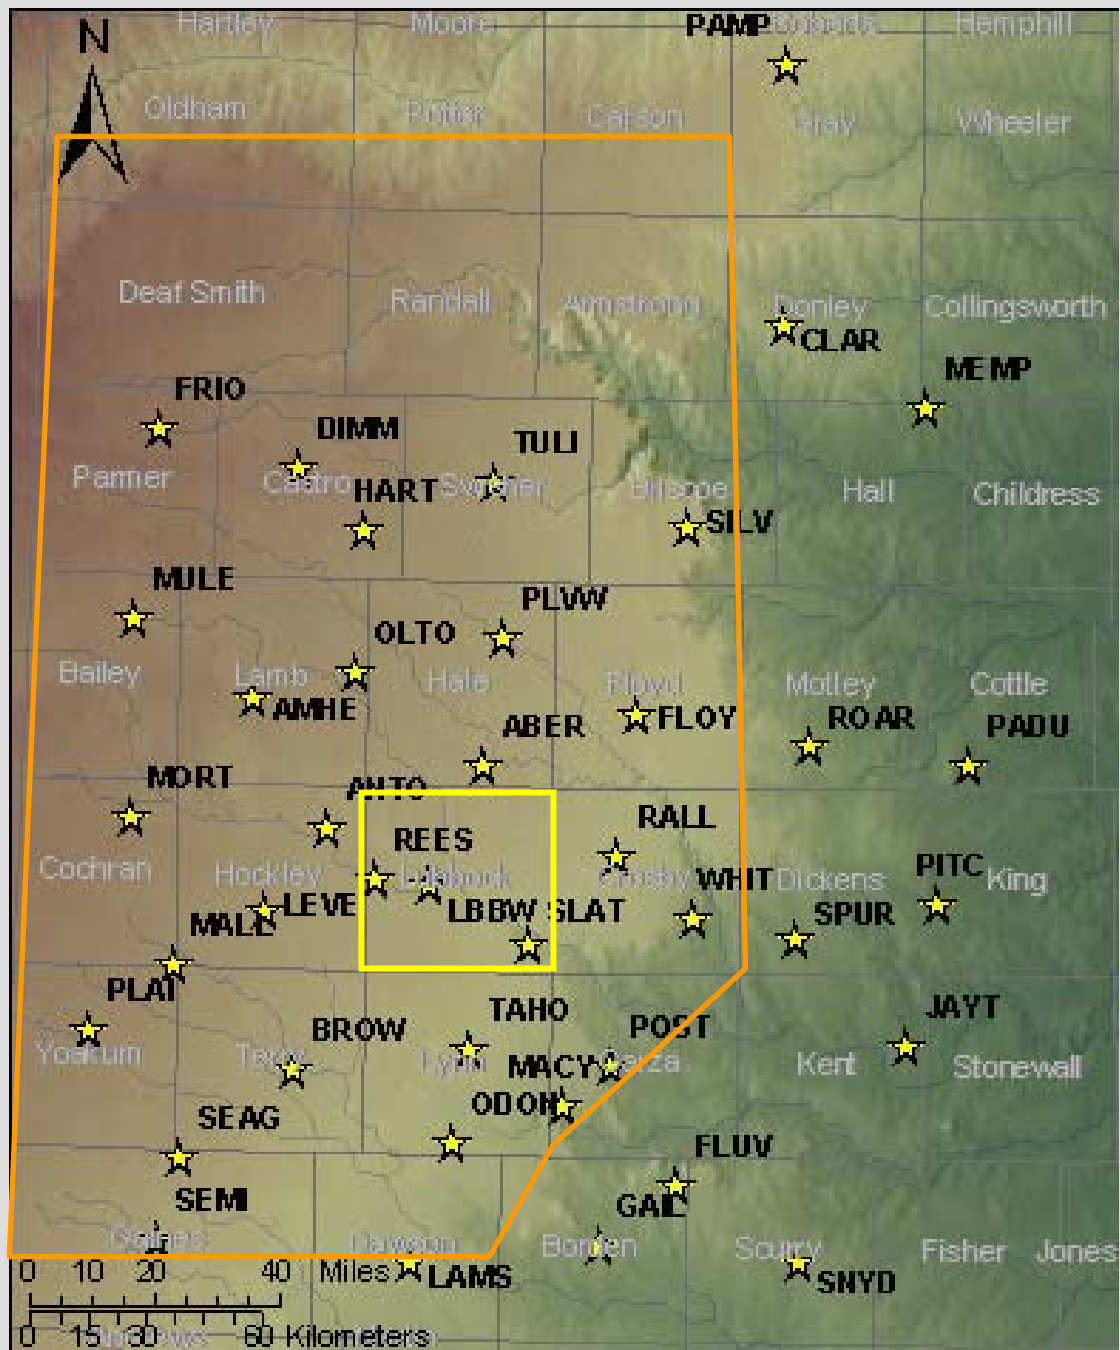 Hartley Moore Roberts Hemphill
PAMP
N
Oldham Potter Carson Gray Wheeler
Deaf Smith Randall Armstrong Donley Collingsworth
CLAR
MEMP
FRIO
DIMM
TULI
Parmer Castro Swisher Briscoe Hall Childress
HART
SILV
MULE
PLVW
OLTO
Bailey Lamb Hale Floyd Motley Cottle
AMHE
FLOY
ROAR
PADU
ABER
MORT
ANTO
RALL
REES
Cochran Hockley Lubbock Crosby Dickens King
WHIT
PITC
LEVE
LBBW
SLAT
SPUR
MALL
PLAI
TAHO
JAYT
BROW
POST
Yoakum Terry Lynn Garza Kent Stonewall
MACY
ODON
SEAG
FLUV
SEMI
GAIL
Gaines Dawson Borden Scurry Fisher Jones
0 10 20 40 Miles
LAMS
SNYD
0 15 30 60 Kilometers